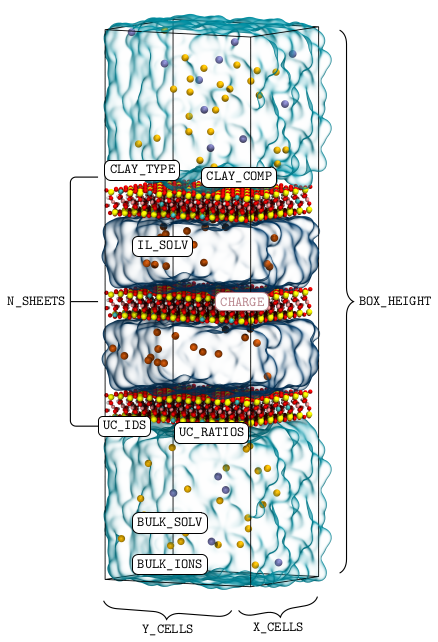 CLAY_TYPE
CLAY_COMP
IL_SOLV
N_SHEETS
CHARGE
BOX_HEIGHT
UC_IDS
UC_RATIOS
BULK_SOLV
BULK_IONS
Y_CELLS
X_CELLS